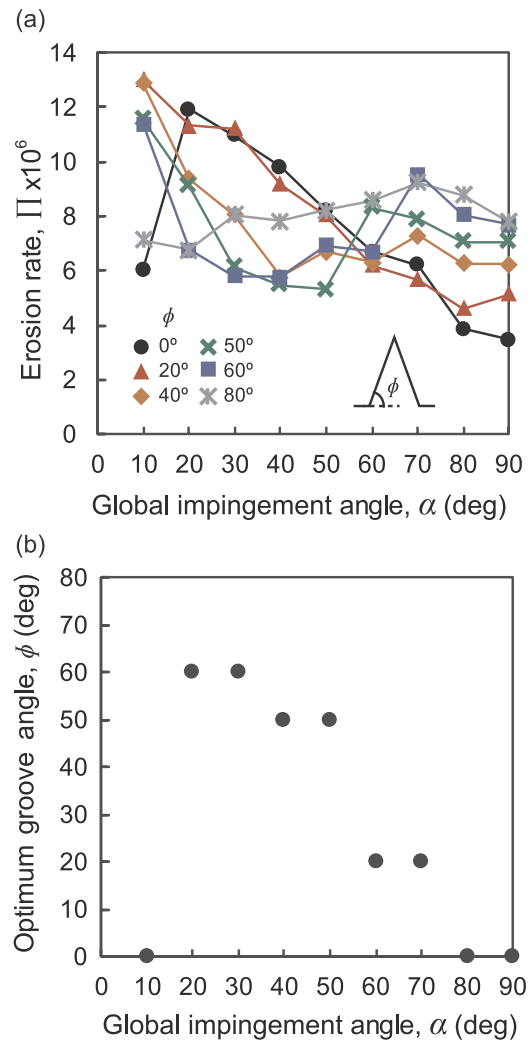 (a)
Erosion rate, Π x10⁶
14
12
10
8
6
4
2
0
ϕ
0º
20º
40º
50º
60º
80º
ϕ
0 10 20 30 40 50 60 70 80 90
Global impingement angle, α (deg)
(b)
Optimum groove angle, ϕ (deg)
80
70
60
50
40
30
20
10
0
0 10 20 30 40 50 60 70 80 90
Global impingement angle, α (deg)